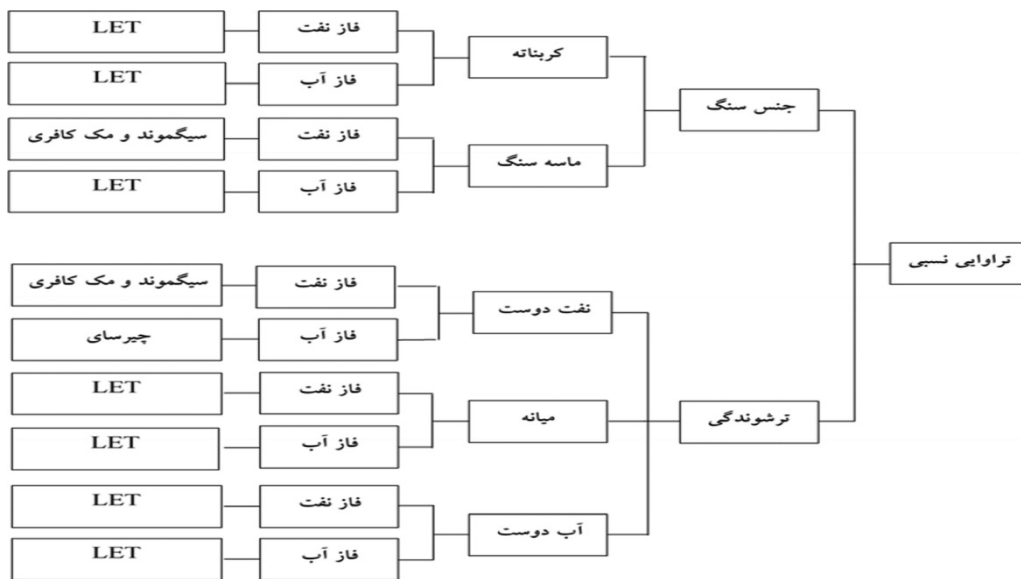 تراوایی نسبی
جنس سنگ
کربناته
فاز نفت
LET
فاز آب
LET
ماسه سنگ
فاز نفت
سیگموند و مک کافری
فاز آب
LET
ترشوندگی
نفت دوست
فاز نفت
سیگموند و مک کافری
فاز آب
چیرسای
میانه
فاز نفت
LET
فاز آب
LET
آب دوست
فاز نفت
LET
فاز آب
LET